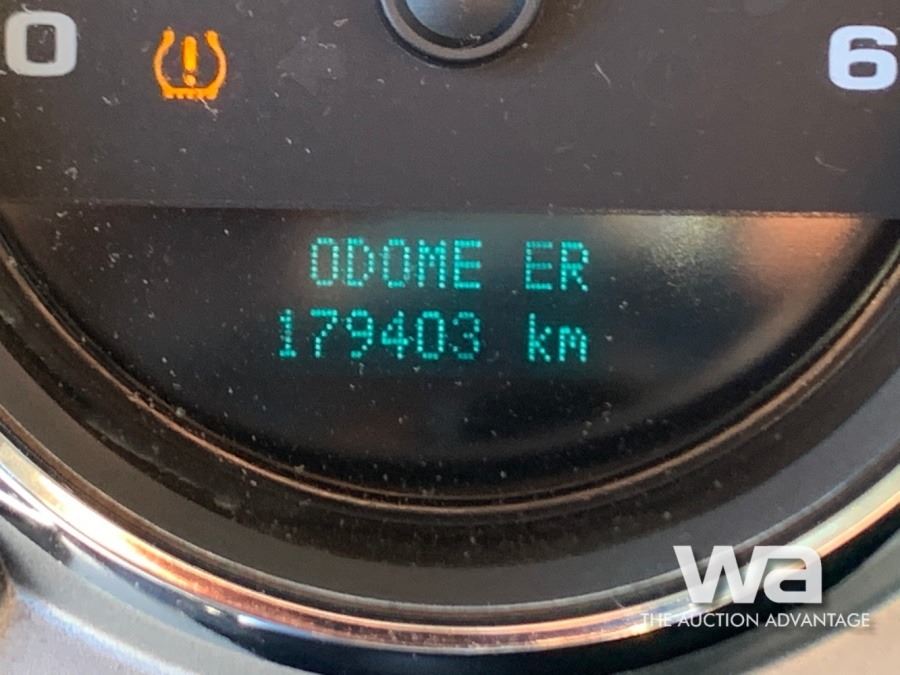 0
6
ODOME ER
179403 km
wa
THE AUCTION ADVANTAGE